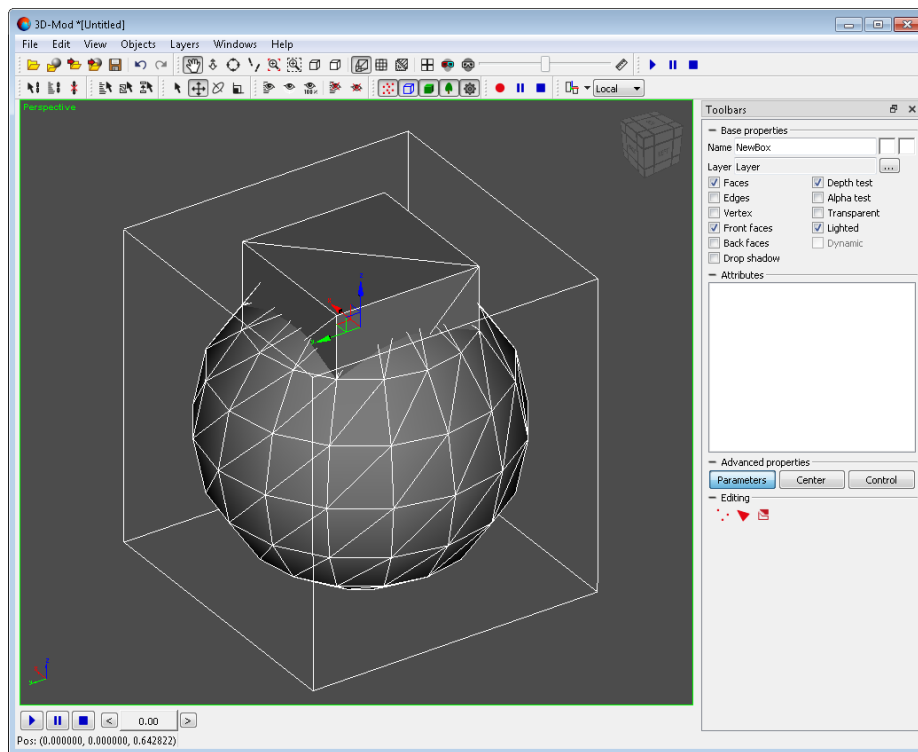 3D-Mod *[Untitled]
File Edit View Objects Layers Windows Help
100%
Local
Perspective
Toolbars
Base properties
Name NewBox
Layer Layer ...
Faces Depth test
Edges Alpha test
Vertex Transparent
Front faces Lighted
Back faces Dynamic
Drop shadow
Attributes
Advanced properties
Parameters Center Control
Editing
z
z
< 0.00 >
Pos: (0.000000, 0.000000, 0.642822)